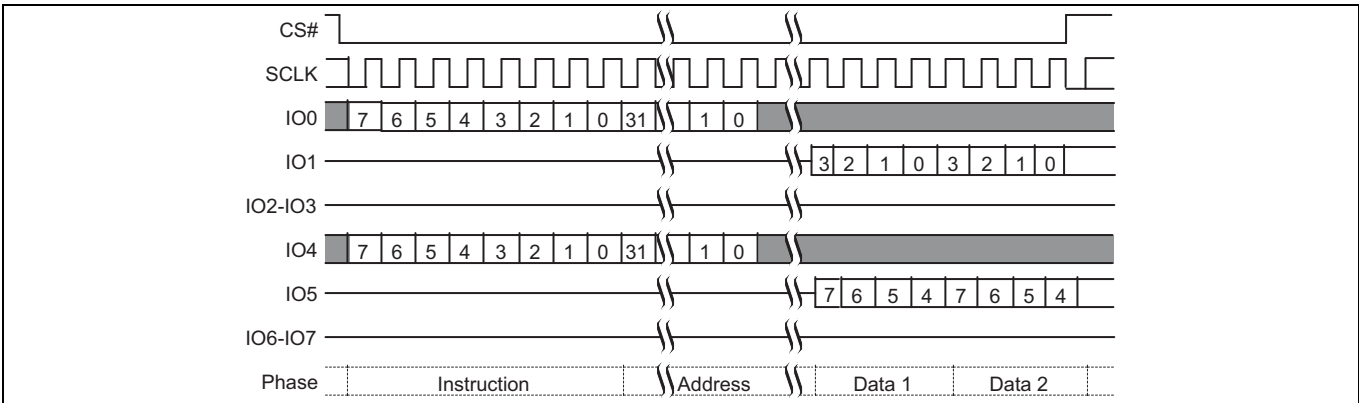 CS#
SCLK
IO0 7 6 5 4 3 2 1 0 31 1 0
IO1 3 2 1 0 3 2 1 0
IO2-IO3
IO4 7 6 5 4 3 2 1 0 31 1 0
IO5 7 6 5 4 7 6 5 4
IO6-IO7
Phase Instruction Address Data 1 Data 2